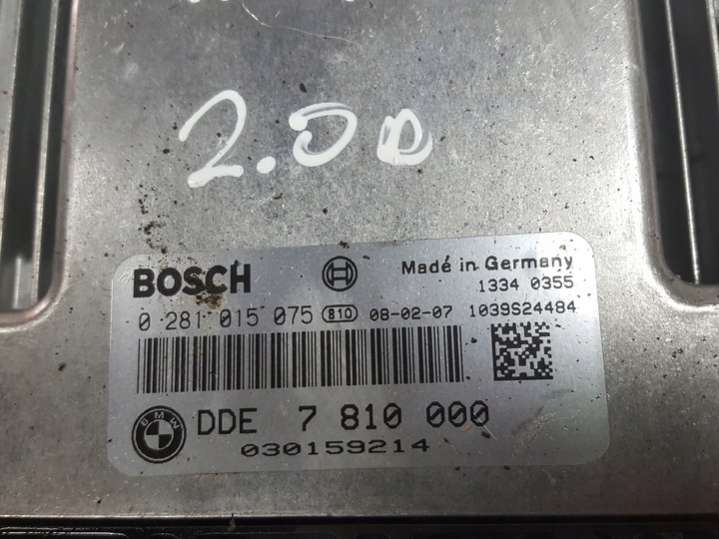 2.0D
BOSCH Made in Germany
1334 0355
0 281 015 075 810 08-02-07 1039S24484
BMW DDE 7 810 000
030159214